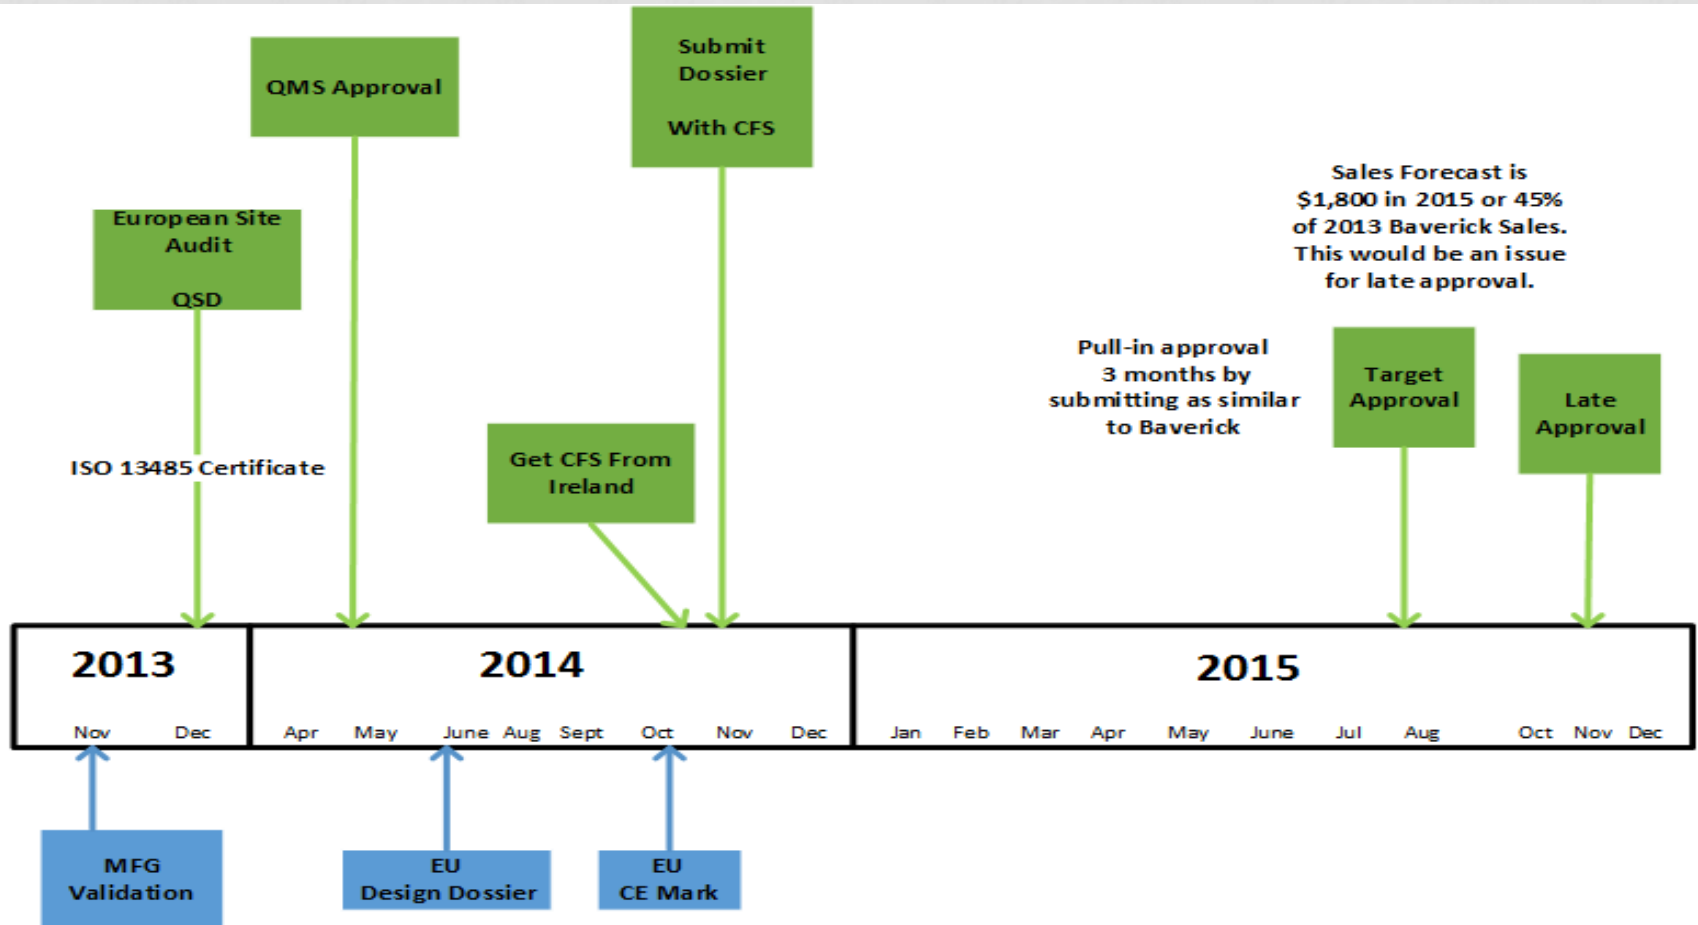 Submit
Dossier
With CFS
QMS Approval
Sales Forecast is
$1,800 in 2015 or 45%
of 2013 Baverick Sales.
This would be an issue
for late approval.
European Site
Audit
QSD
Pull-in approval
3 months by
submitting as similar
to Baverick
Target
Approval
Late
Approval
ISO 13485 Certificate
Get CFS From
Ireland
2013
2014
2015
Nov Dec Apr May June Aug Sept Oct Nov Dec Jan Feb Mar Apr May June Jul Aug Oct Nov Dec
MFG
Validation
EU
Design Dossier
EU
CE Mark